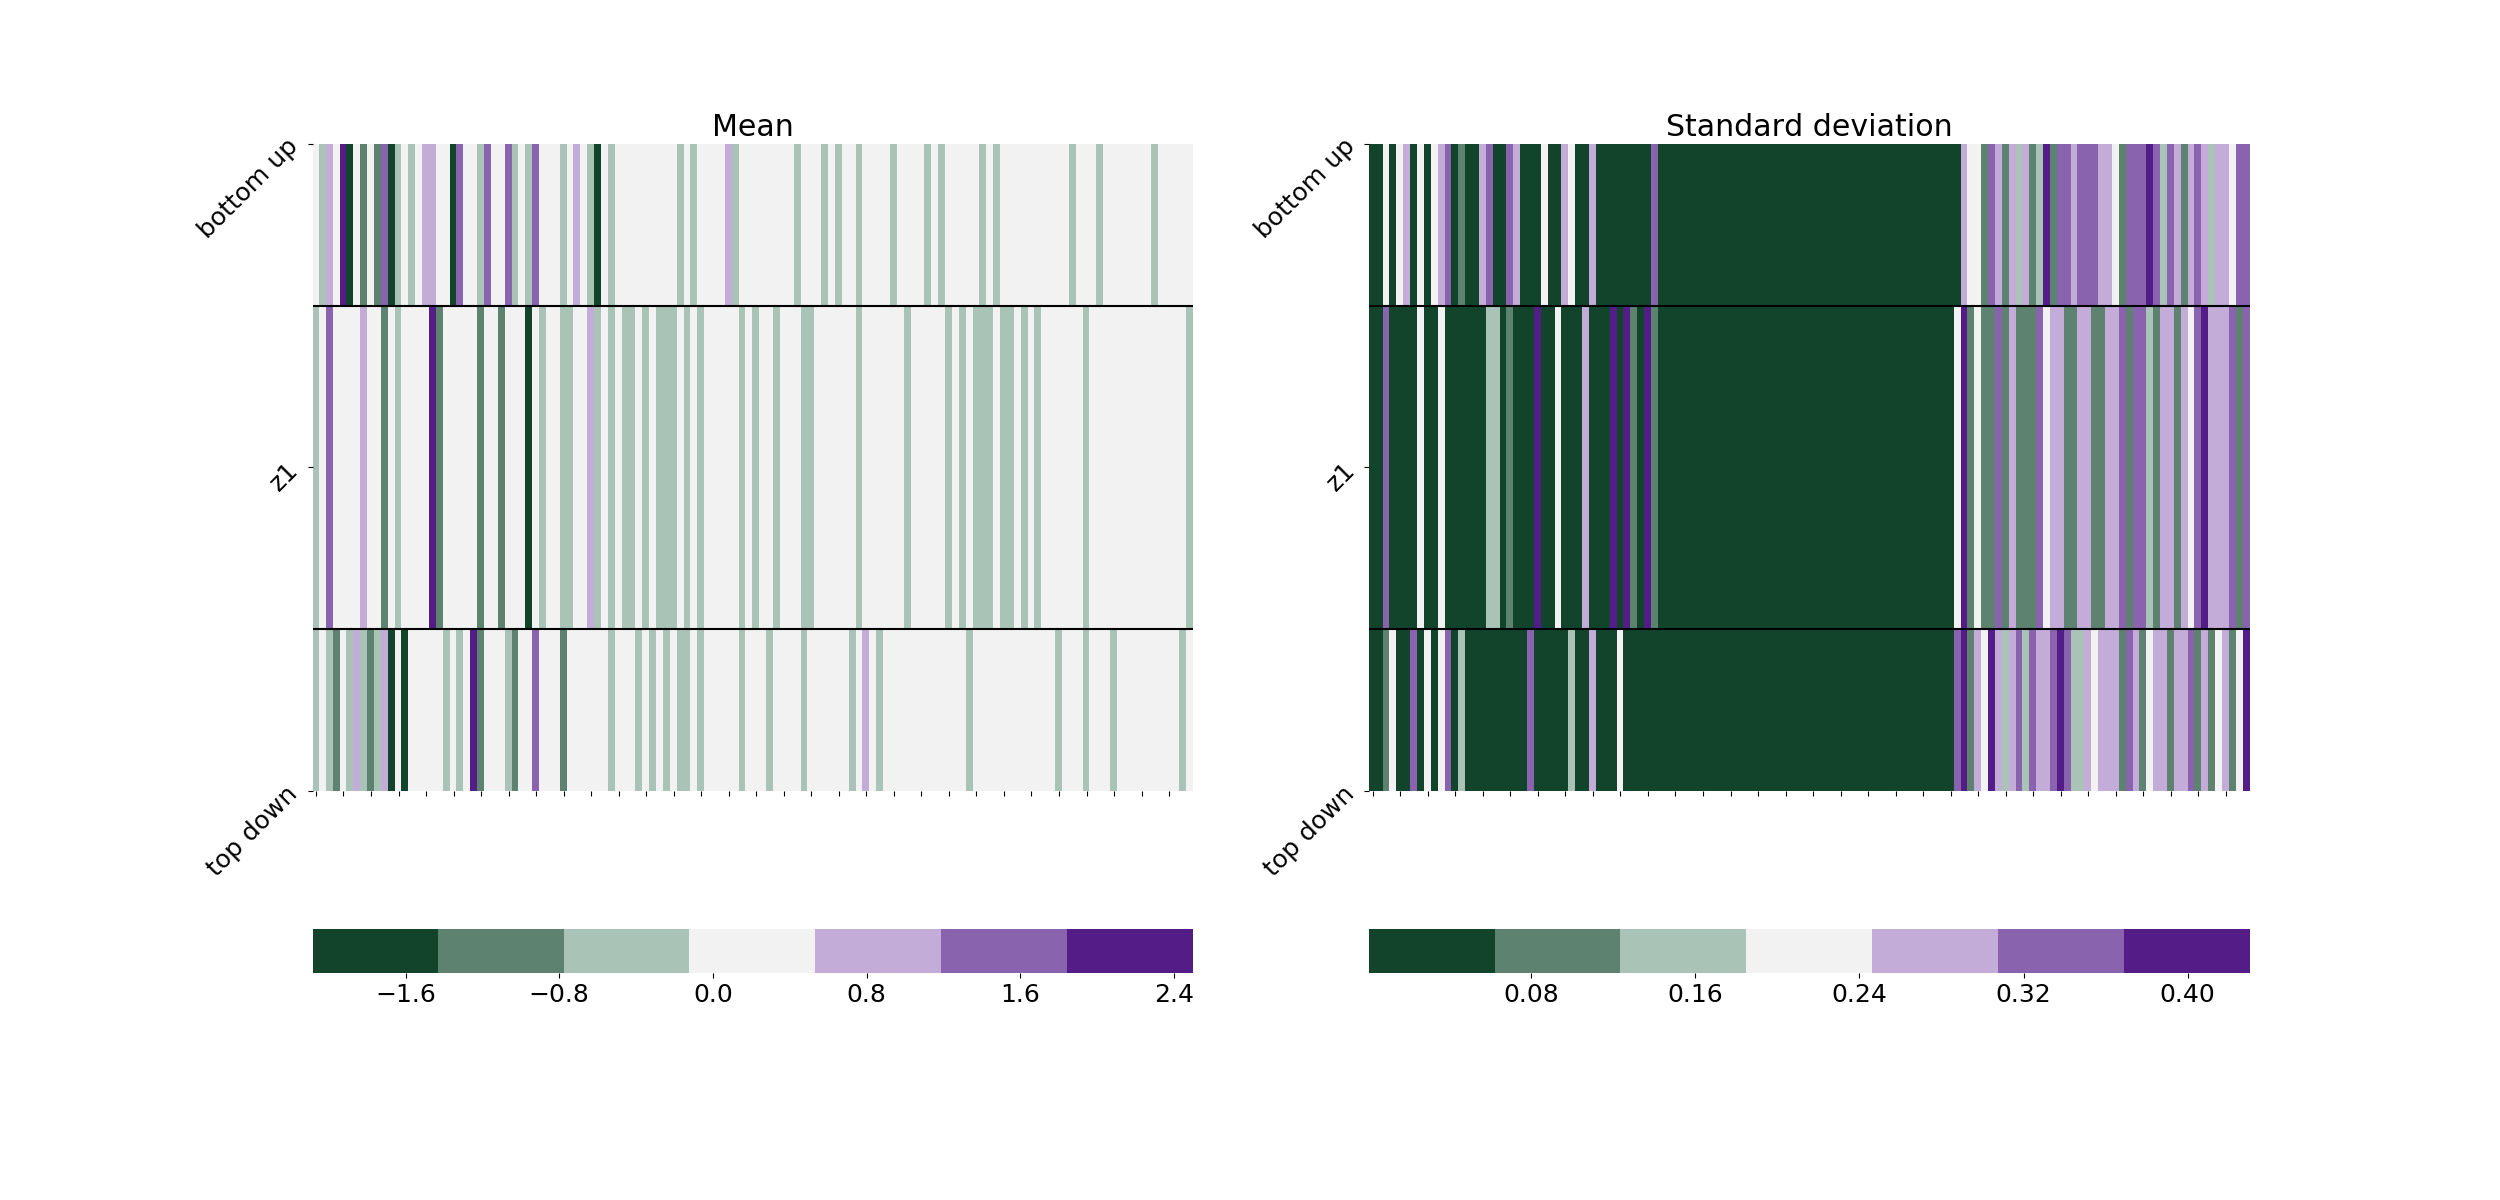 Mean
bottom up
z1
top down
−1.6 −0.8 0.0 0.8 1.6 2.4
Standard deviation
bottom up
z1
top down
0.08 0.16 0.24 0.32 0.40